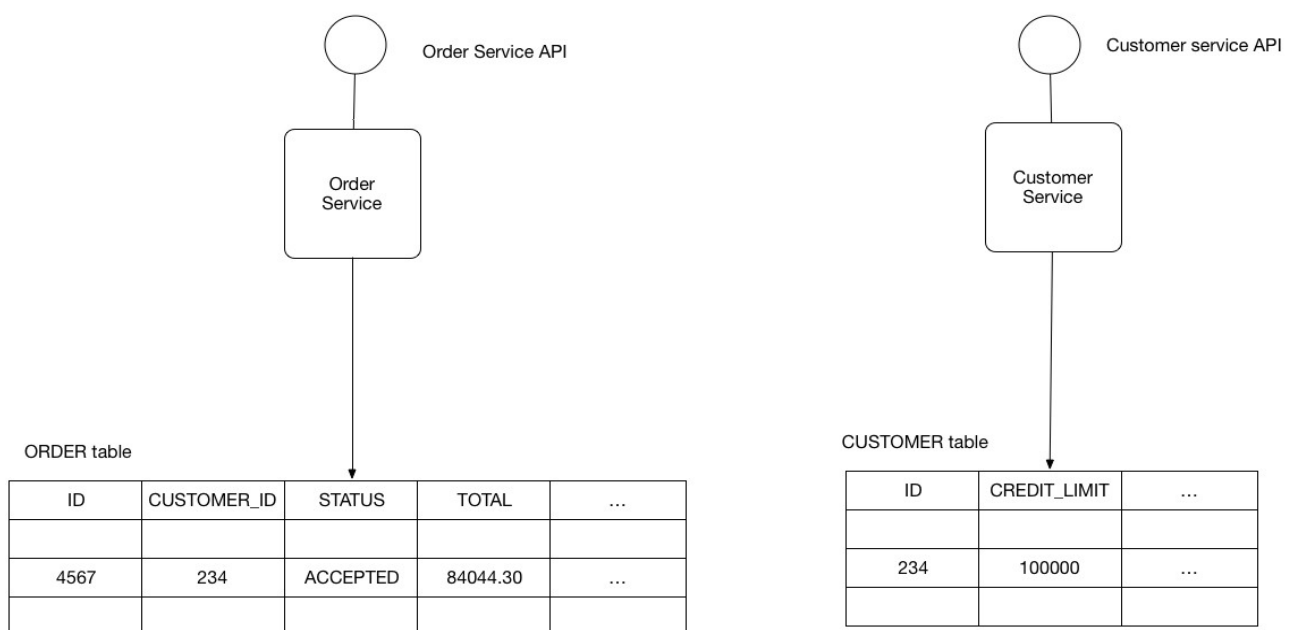 Order Service API
Order
Service
ORDER table
ID CUSTOMER_ID STATUS TOTAL ...
4567 234 ACCEPTED 84044.30 ...
Customer service API
Customer
Service
CUSTOMER table
ID CREDIT_LIMIT ...
234 100000 ...